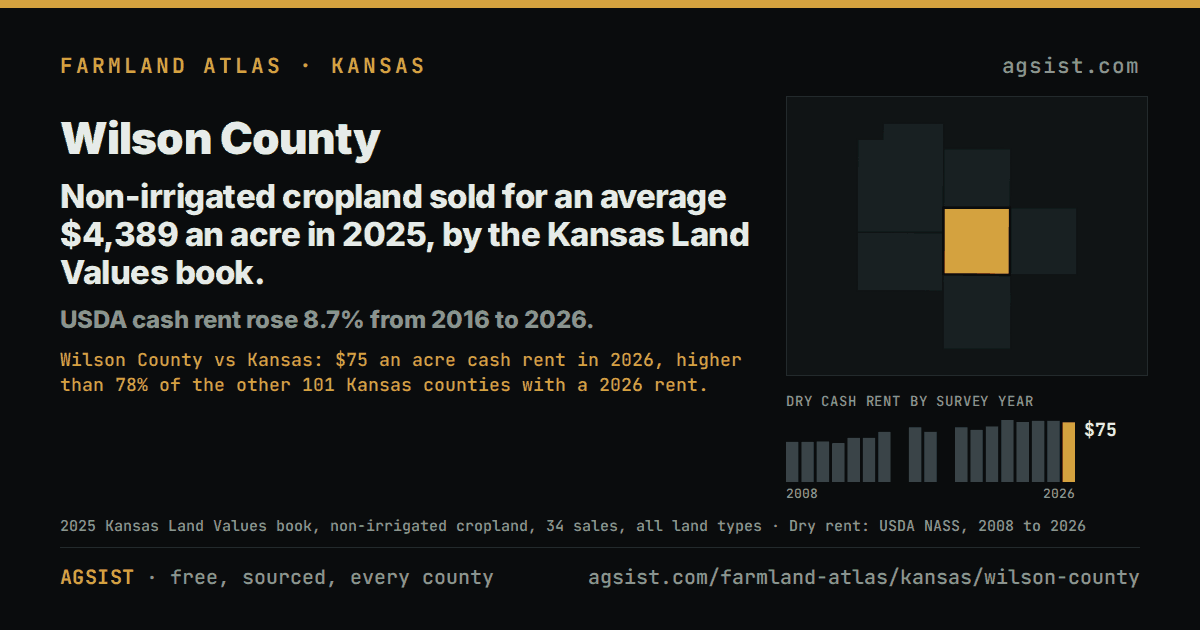 FARMLAND ATLAS · KANSAS
agsist.com
Wilson County
Non-irrigated cropland sold for an average
$4,389 an acre in 2025, by the Kansas Land
Values book.
USDA cash rent rose 8.7% from 2016 to 2026.
Wilson County vs Kansas: $75 an acre cash rent in 2026, higher
than 78% of the other 101 Kansas counties with a 2026 rent.
DRY CASH RENT BY SURVEY YEAR
$75
2008
2026
2025 Kansas Land Values book, non-irrigated cropland, 34 sales, all land types · Dry rent: USDA NASS, 2008 to 2026
AGSIST · free, sourced, every county
agsist.com/farmland-atlas/kansas/wilson-county